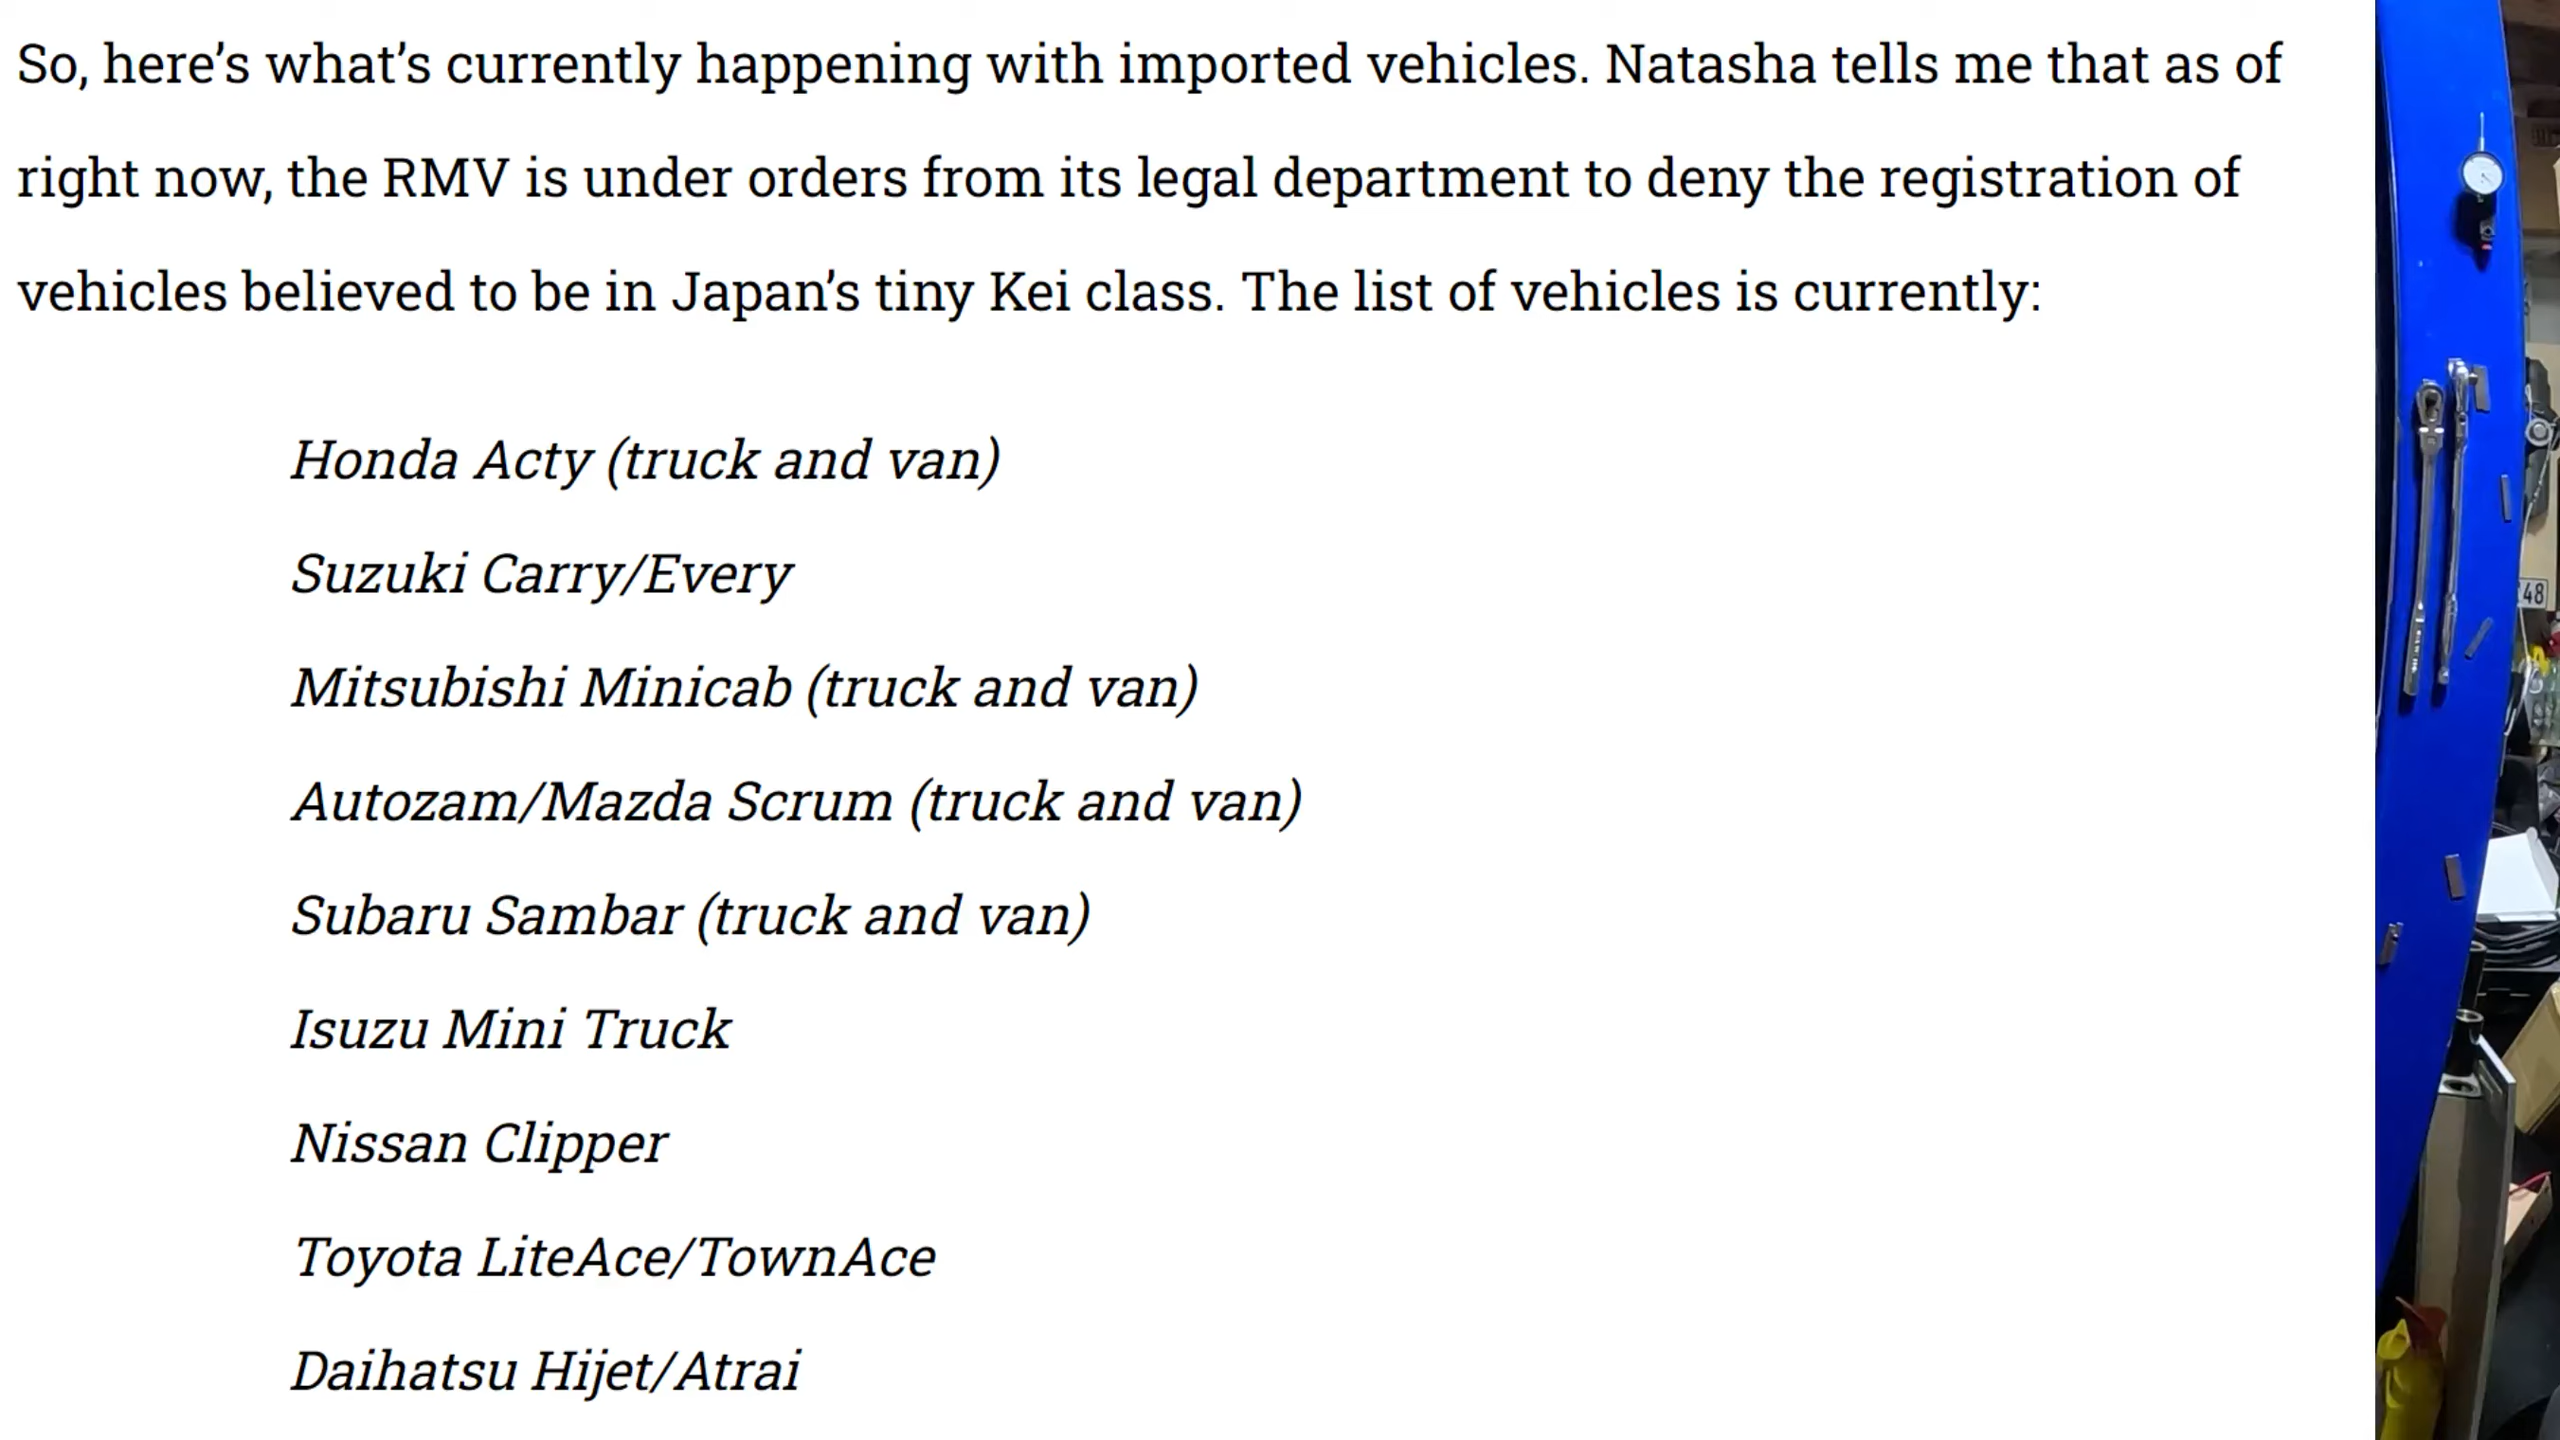 So, here’s what’s currently happening with imported vehicles. Natasha tells me that as of
right now, the RMV is under orders from its legal department to deny the registration of
vehicles believed to be in Japan’s tiny Kei class. The list of vehicles is currently:
Honda Acty (truck and van)
Suzuki Carry/Every
Mitsubishi Minicab (truck and van)
Autozam/Mazda Scrum (truck and van)
Subaru Sambar (truck and van)
Isuzu Mini Truck
Nissan Clipper
Toyota LiteAce/TownAce
Daihatsu Hijet/Atrai
48